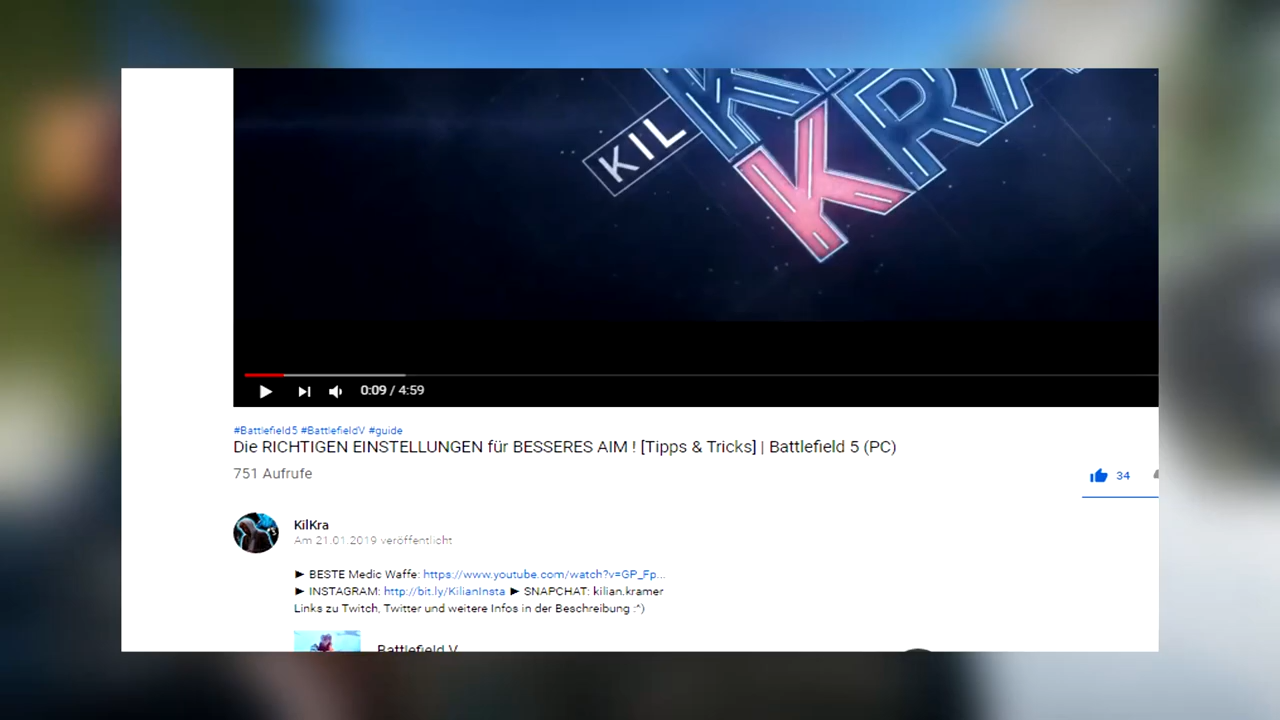 KIL
K
RA
0:09 / 4:59
#Battlefield5 #BattlefieldV #guide
Die RICHTIGEN EINSTELLUNGEN für BESSERES AIM ! [Tipps & Tricks] | Battlefield 5 (PC)
751 Aufrufe
34
KilKra
Am 21.01.2019 veröffentlicht
► BESTE Medic Waffe: https://www.youtube.com/watch?v=GP_Fp...
► INSTAGRAM: http://bit.ly/KilianInsta ► SNAPCHAT: kilian.kramer
Links zu Twitch, Twitter und weitere Infos in der Beschreibung :^)
Battlefield V